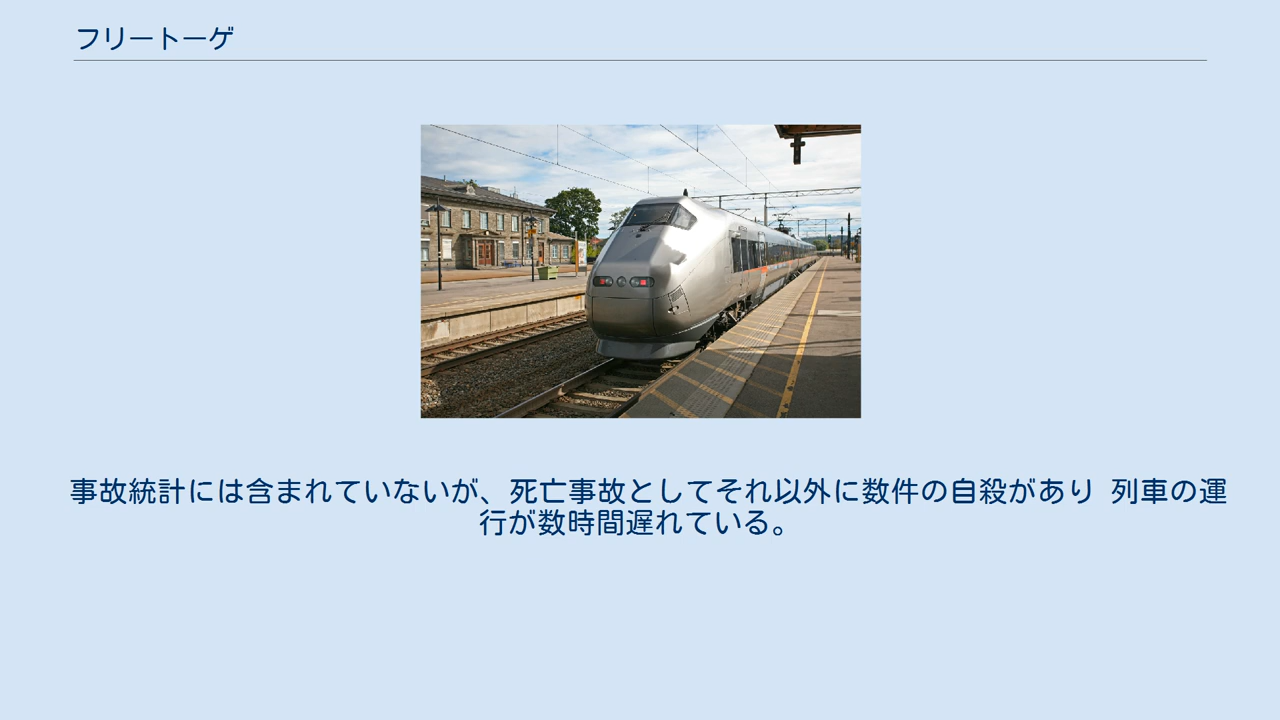 フリートーゲ
事故統計には含まれていないが、死亡事故としてそれ以外に数件の自殺があり 列車の運
行が数時間遅れている。